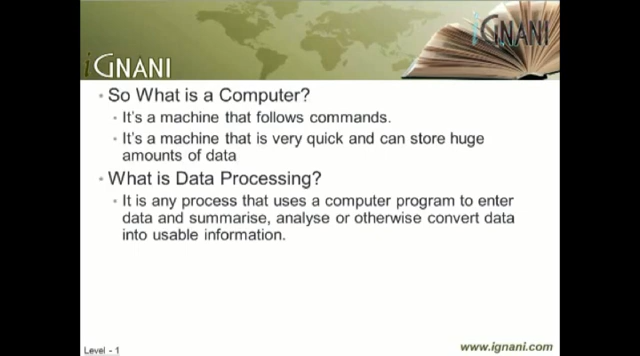 iGNANI
iGNANI
So What is a Computer?
It's a machine that follows commands.
It's a machine that is very quick and can store huge
amounts of data
What is Data Processing?
It is any process that uses a computer program to enter
data and summarise, analyse or otherwise convert data
into usable information.
Level - 1
www.ignani.com